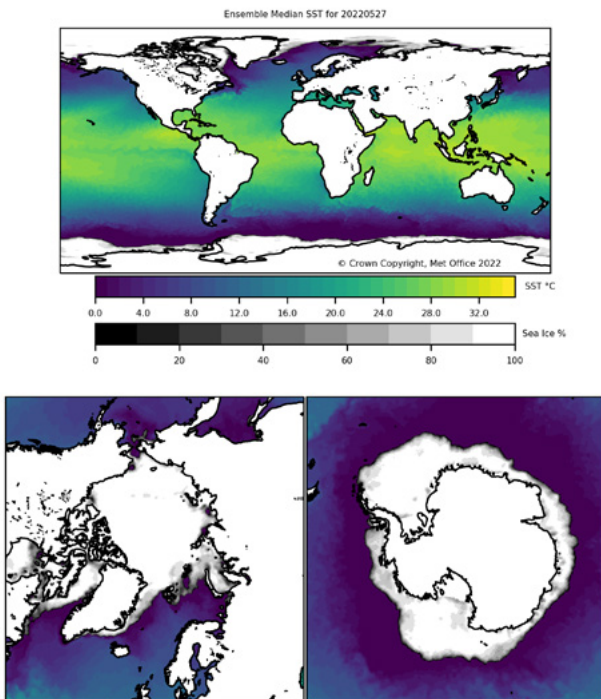 Ensemble Median SST for 20220527
© Crown Copyright, Met Office 2022
SST °C
0.0 4.0 8.0 12.0 16.0 20.0 24.0 28.0 32.0
Sea Ice %
0 20 40 60 80 100